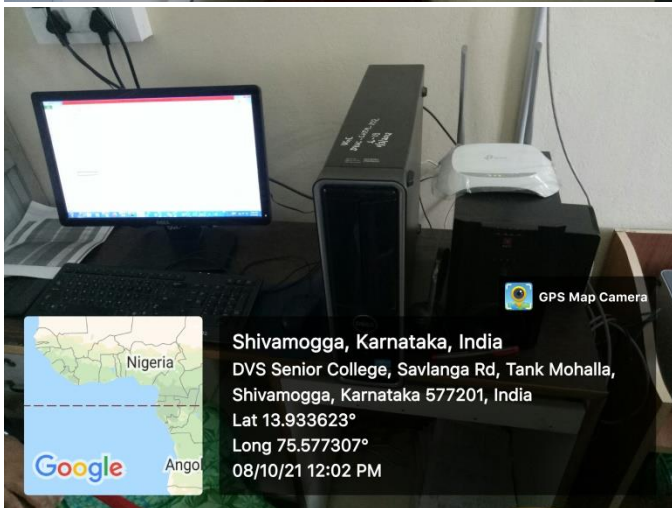 GPS Map Camera
Nigeria
Angol
Google
Shivamogga, Karnataka, India
DVS Senior College, Savlanga Rd, Tank Mohalla,
Shivamogga, Karnataka 577201, India
Lat 13.933623°
Long 75.577307°
08/10/21 12:02 PM